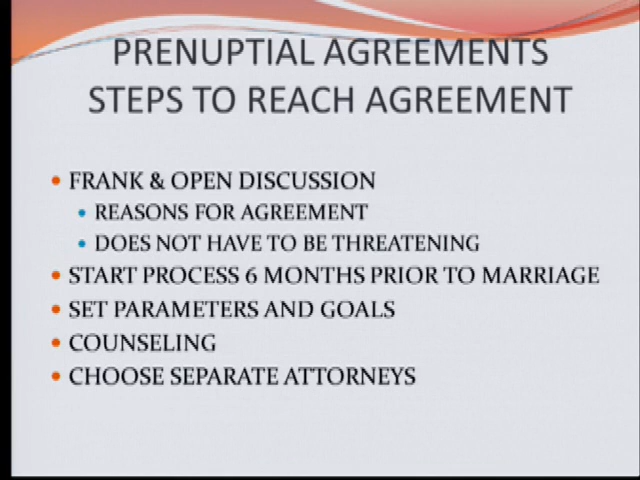 PRENUPTIAL AGREEMENTS
STEPS TO REACH AGREEMENT
FRANK & OPEN DISCUSSION
REASONS FOR AGREEMENT
DOES NOT HAVE TO BE THREATENING
START PROCESS 6 MONTHS PRIOR TO MARRIAGE
SET PARAMETERS AND GOALS
COUNSELING
CHOOSE SEPARATE ATTORNEYS